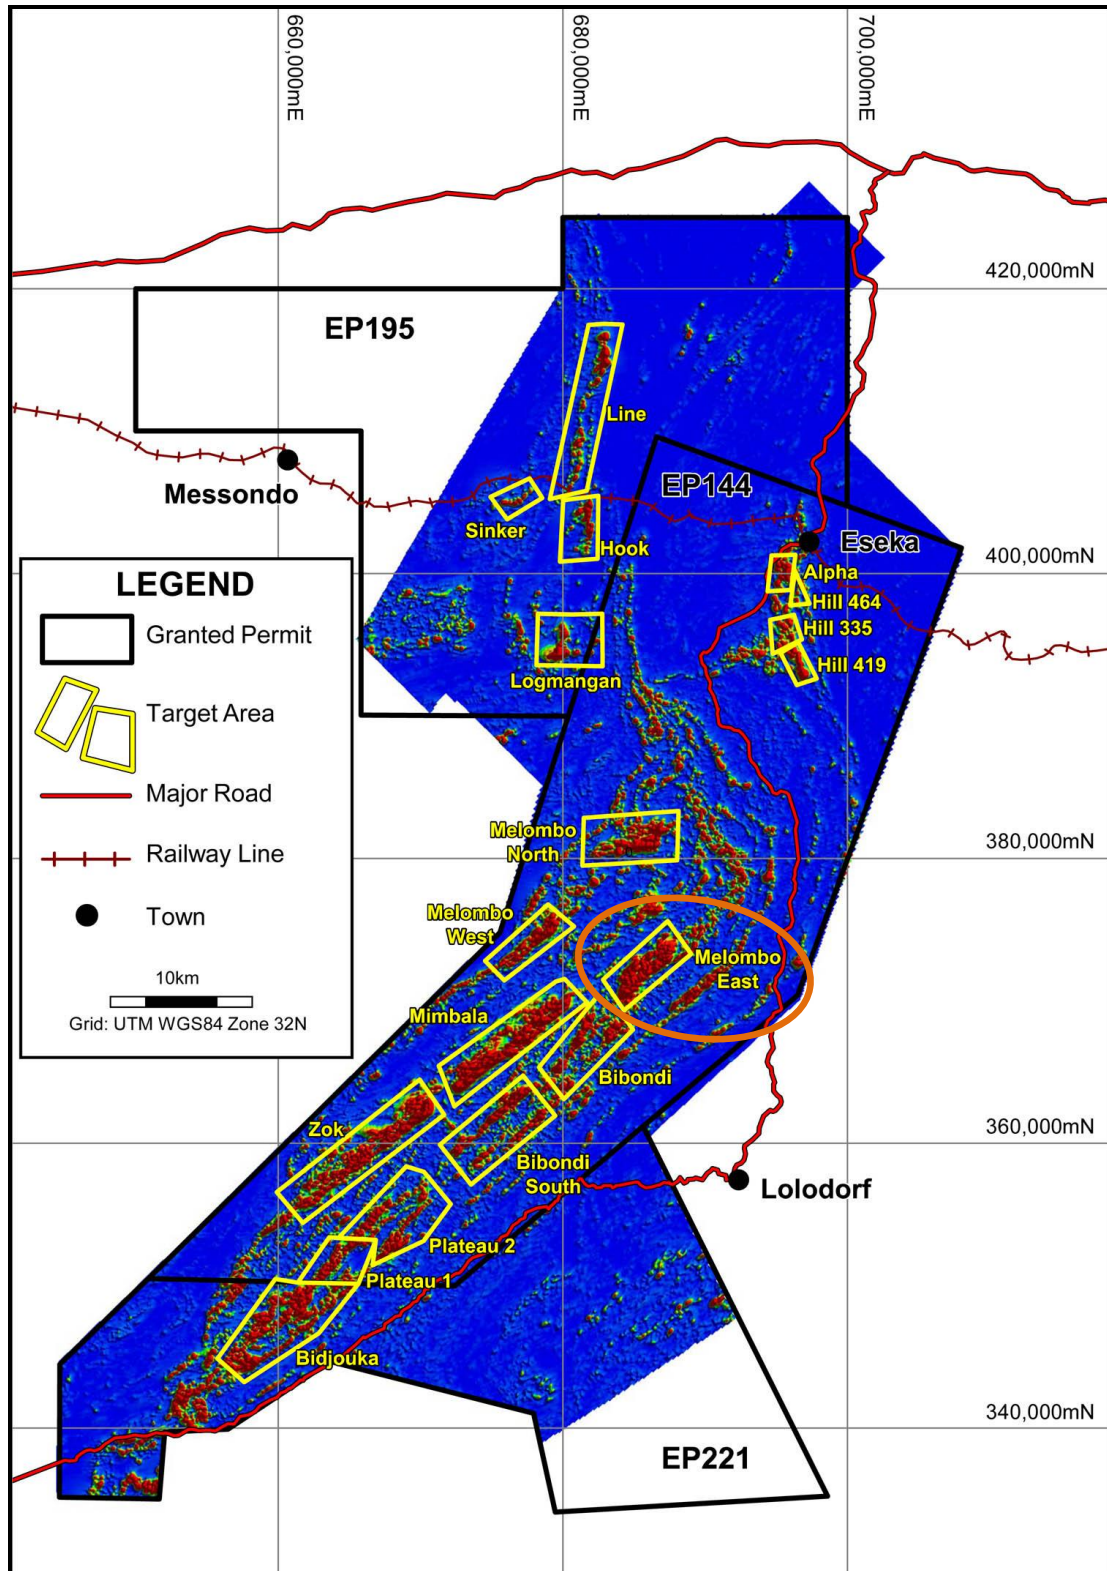 660,000mE
680,000mE
700,000mE
420,000mN
EP195
Line
EP144
Messondo
Sinker
Hook
Eseka
400,000mN
Alpha
Hill 464
Hill 335
Hill 419
Logmangan
LEGEND
Granted Permit
Target Area
Major Road
Railway Line
Town
10km
Grid: UTM WGS84 Zone 32N
Melombo
North
380,000mN
Melombo
West
Melombo
East
Mimbala
Bibondi
Zok
360,000mN
Bibondi
South
Lolodorf
Plateau 2
Plateau 1
Bidjouka
340,000mN
EP221